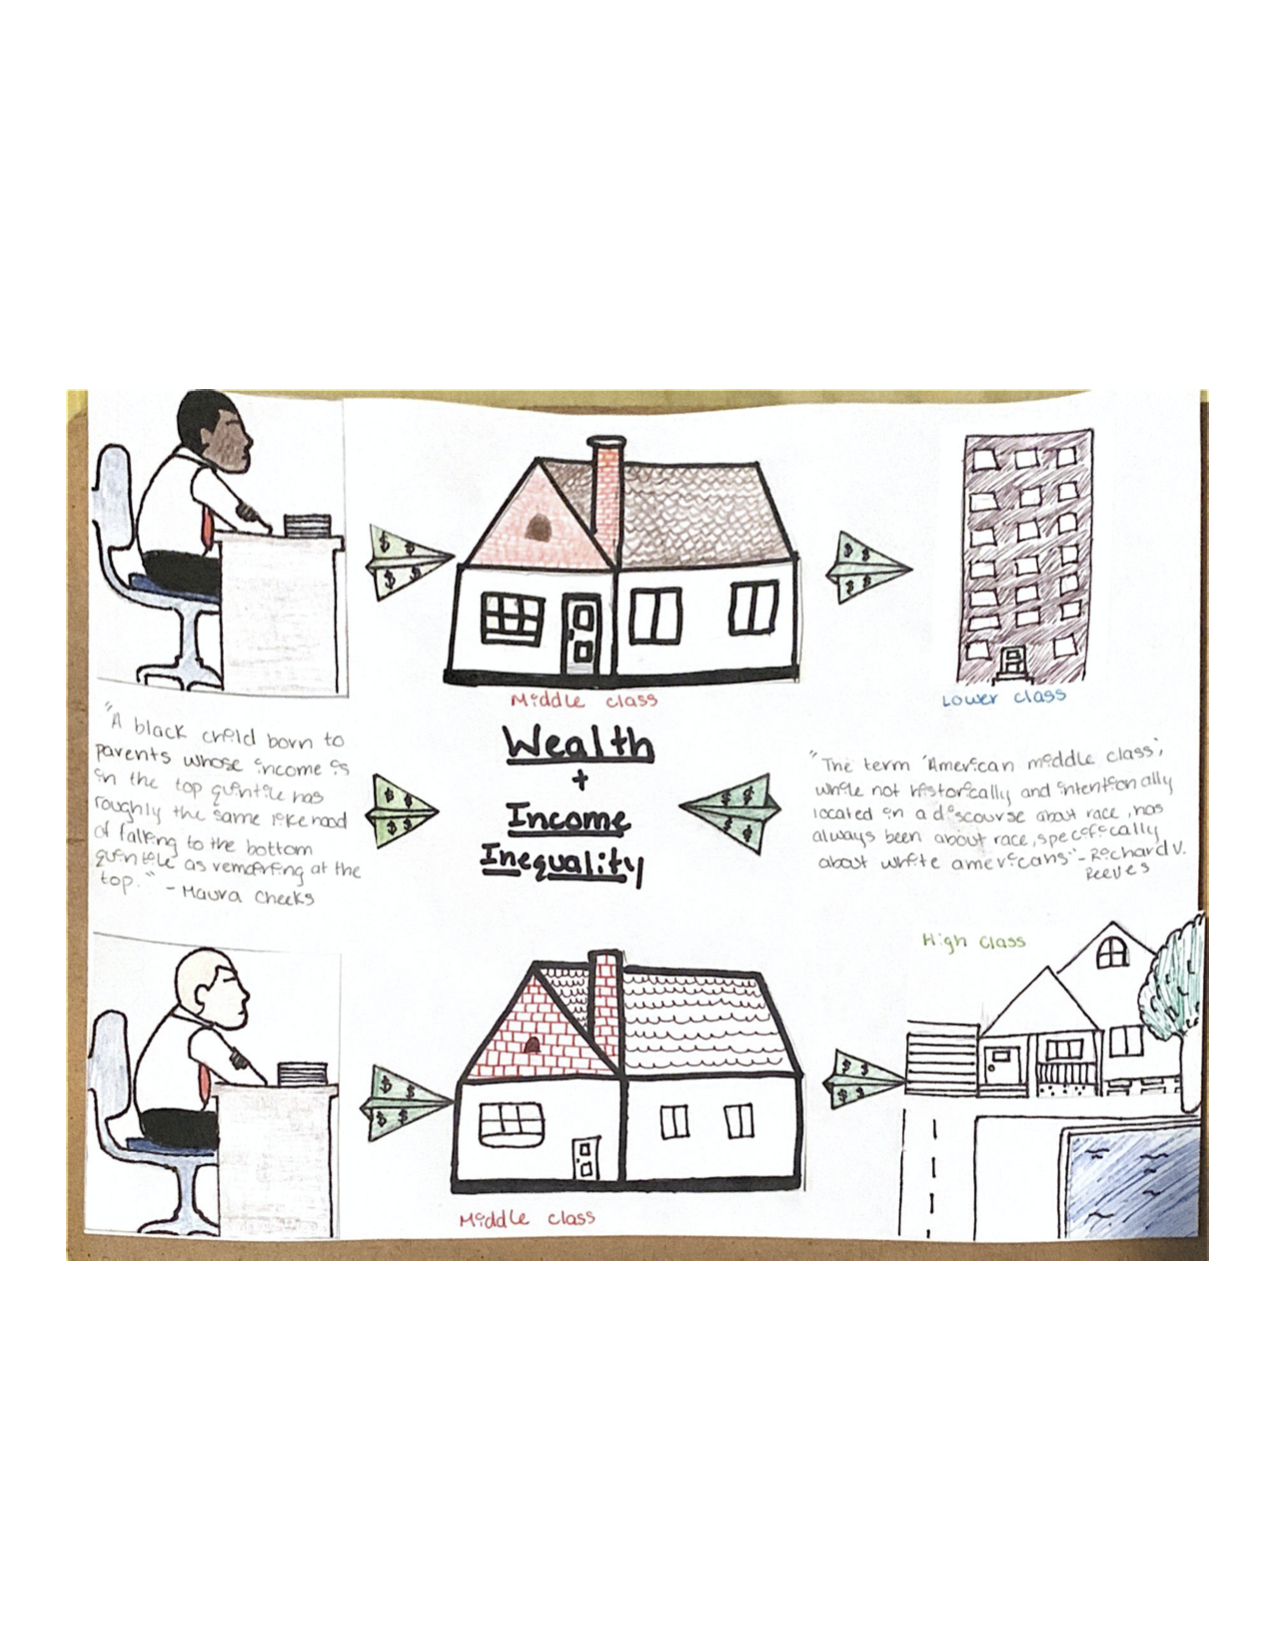 Middle class
Lower class
"A black child born to
parents whose income is
in the top quintile has
roughly the same likehood
of falling to the bottom
quintile as remaining at the
top." - Maura Cheeks
Wealth
+
Income
Inequality
"The term 'American middle class',
while not historically and intentionally
located in a discourse about race, has
always been about race, specifically
about white americans" - Richard V.
Reeves
High Class
Middle class